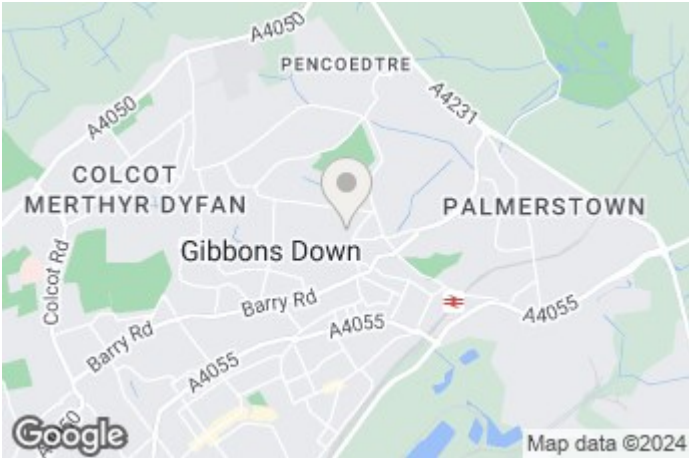 A4050
PENCOEDTRE
A4050
A4231
COLCOT
MERTHYR DYFAN
PALMERSTOWN
Gibbons Down
Colcot Rd
Barry Rd
A4055
A4055
Barry Rd
A4055
A4050
Google
Map data ©2024